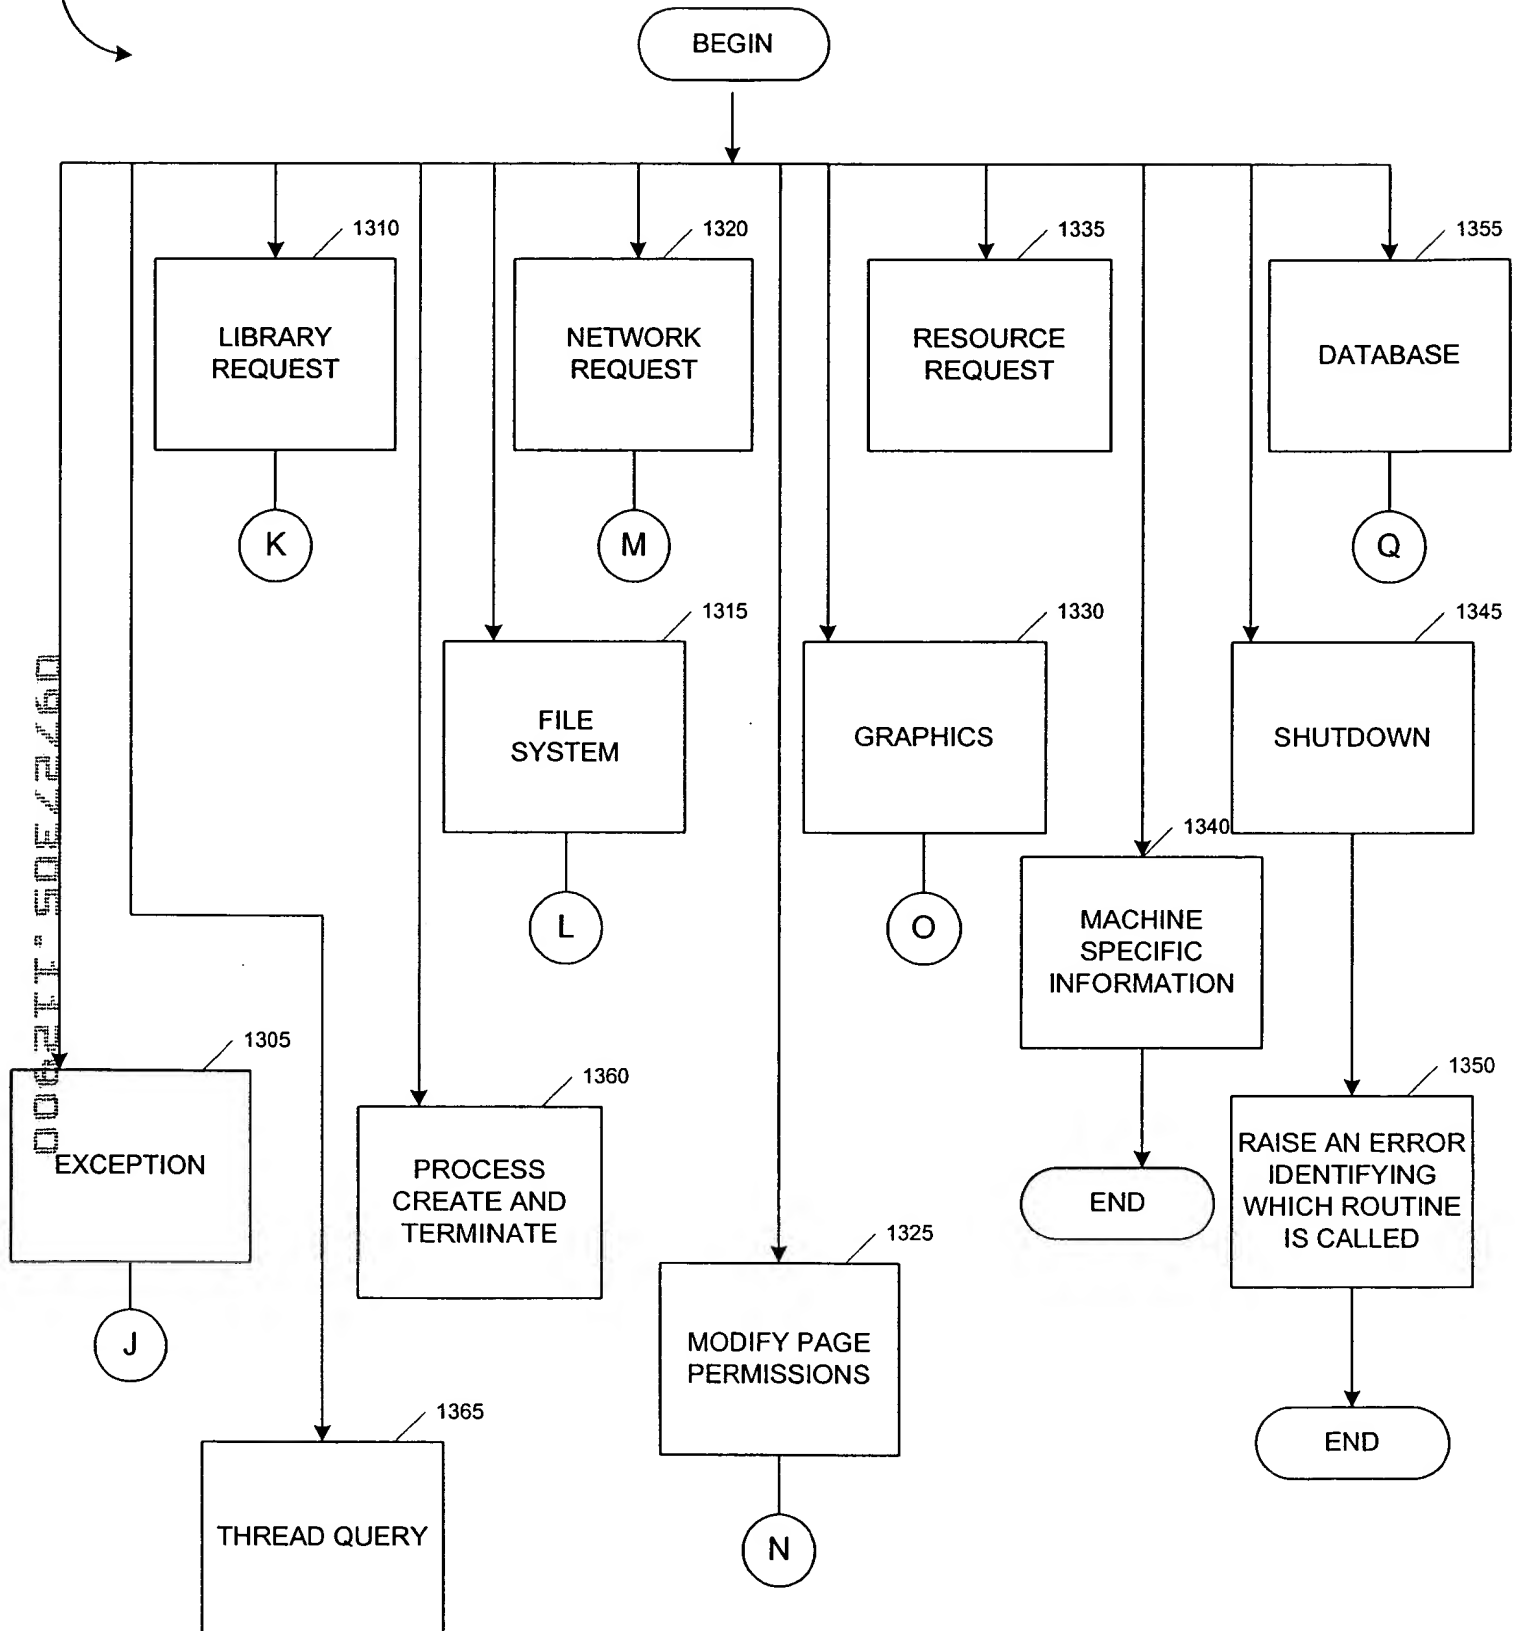 BEGIN
1310
1320
1335
1355
LIBRARY
REQUEST
NETWORK
REQUEST
RESOURCE
REQUEST
DATABASE
K
M
Q
1315
1330
1345
FILE
SYSTEM
GRAPHICS
SHUTDOWN
1340
L
O
MACHINE
SPECIFIC
INFORMATION
1305
1360
1350
EXCEPTION
PROCESS
CREATE AND
TERMINATE
END
RAISE AN ERROR
IDENTIFYING
WHICH ROUTINE
IS CALLED
1325
J
MODIFY PAGE
PERMISSIONS
1365
END
THREAD QUERY
N